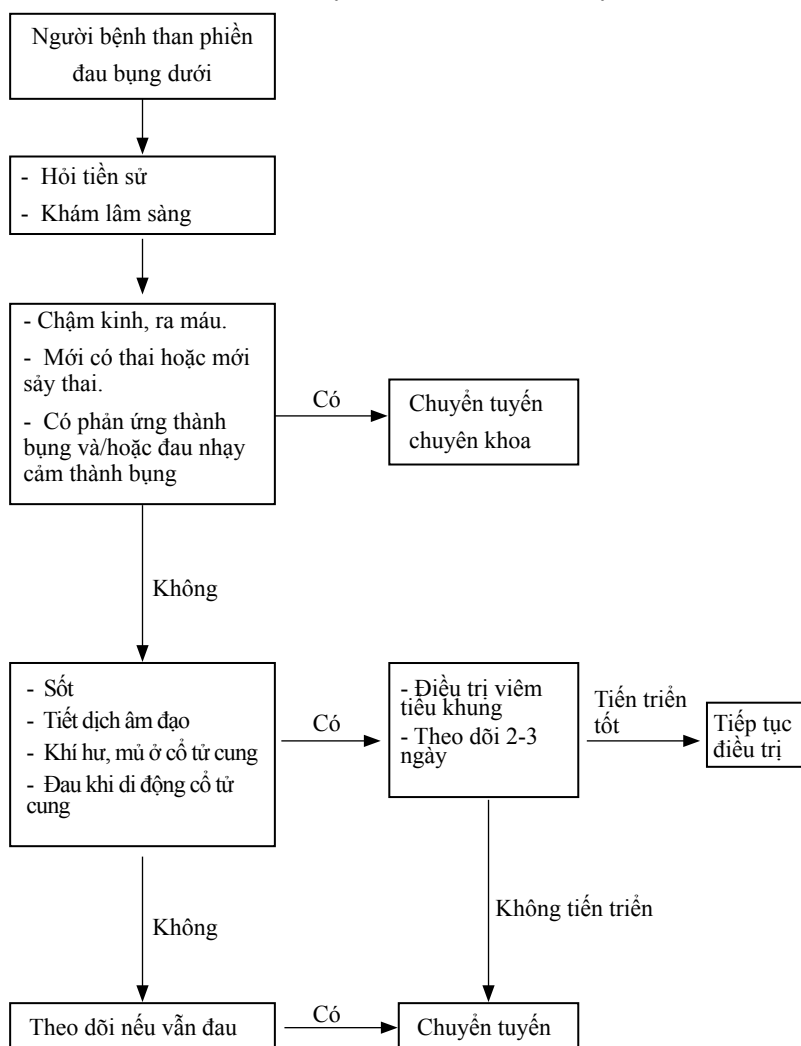 Người bệnh than phiền
đau bụng dưới
- Hỏi tiền sử
- Khám lâm sàng
- Chậm kinh, ra máu.
- Mới có thai hoặc mới
sảy thai.
- Có phản ứng thành
bụng và/hoặc đau nhạy
cảm thành bụng
Có
Chuyển tuyến
chuyên khoa
Không
- Sốt
- Tiết dịch âm đạo
- Khí hư, mủ ở cổ tử cung
- Đau khi di động cổ tử
cung
Có
- Điều trị viêm
tiểu khung
- Theo dõi 2-3
ngày
Tiến triển
tốt
Tiếp tục
điều trị
Không
Không tiến triển
Theo dõi nếu vẫn đau
Có
Chuyển tuyến